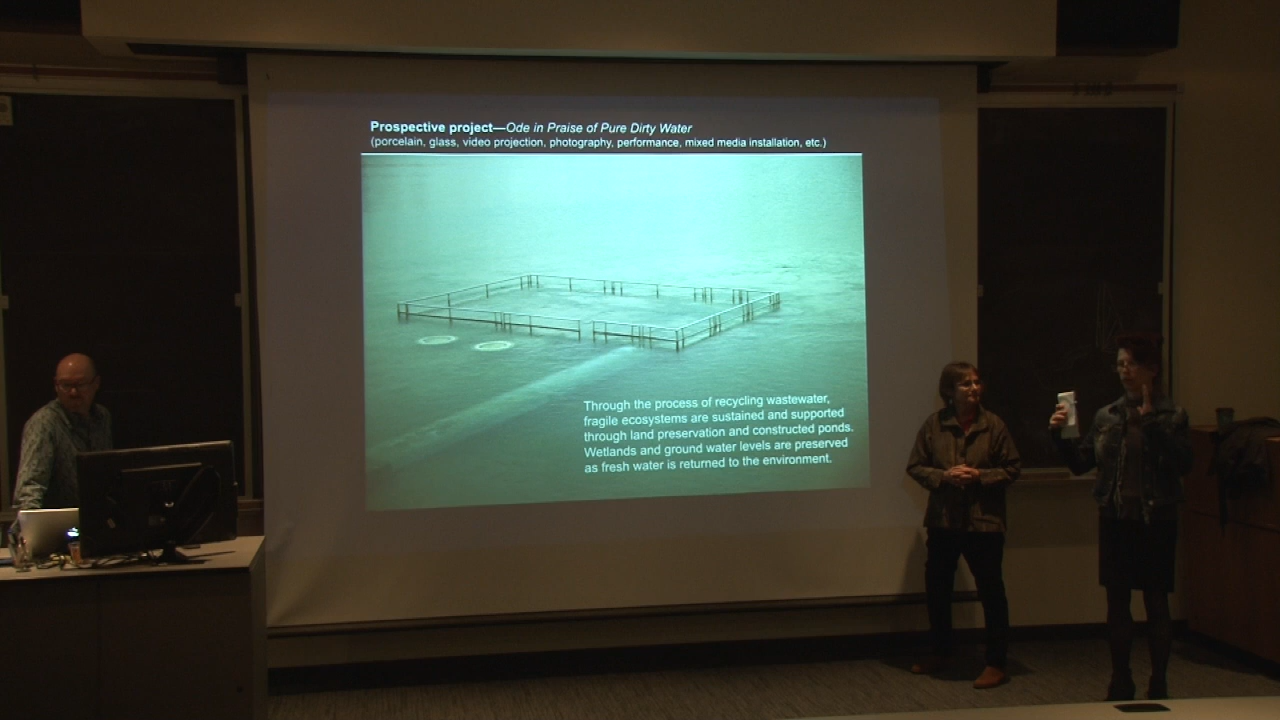 Prospective project—Ode in Praise of Pure Dirty Water
(porcelain, glass, video projection, photography, performance, mixed media installation, etc.)
Through the process of recycling wastewater,
fragile ecosystems are sustained and supported
through land preservation and constructed ponds.
Wetlands and ground water levels are preserved
as fresh water is returned to the environment.